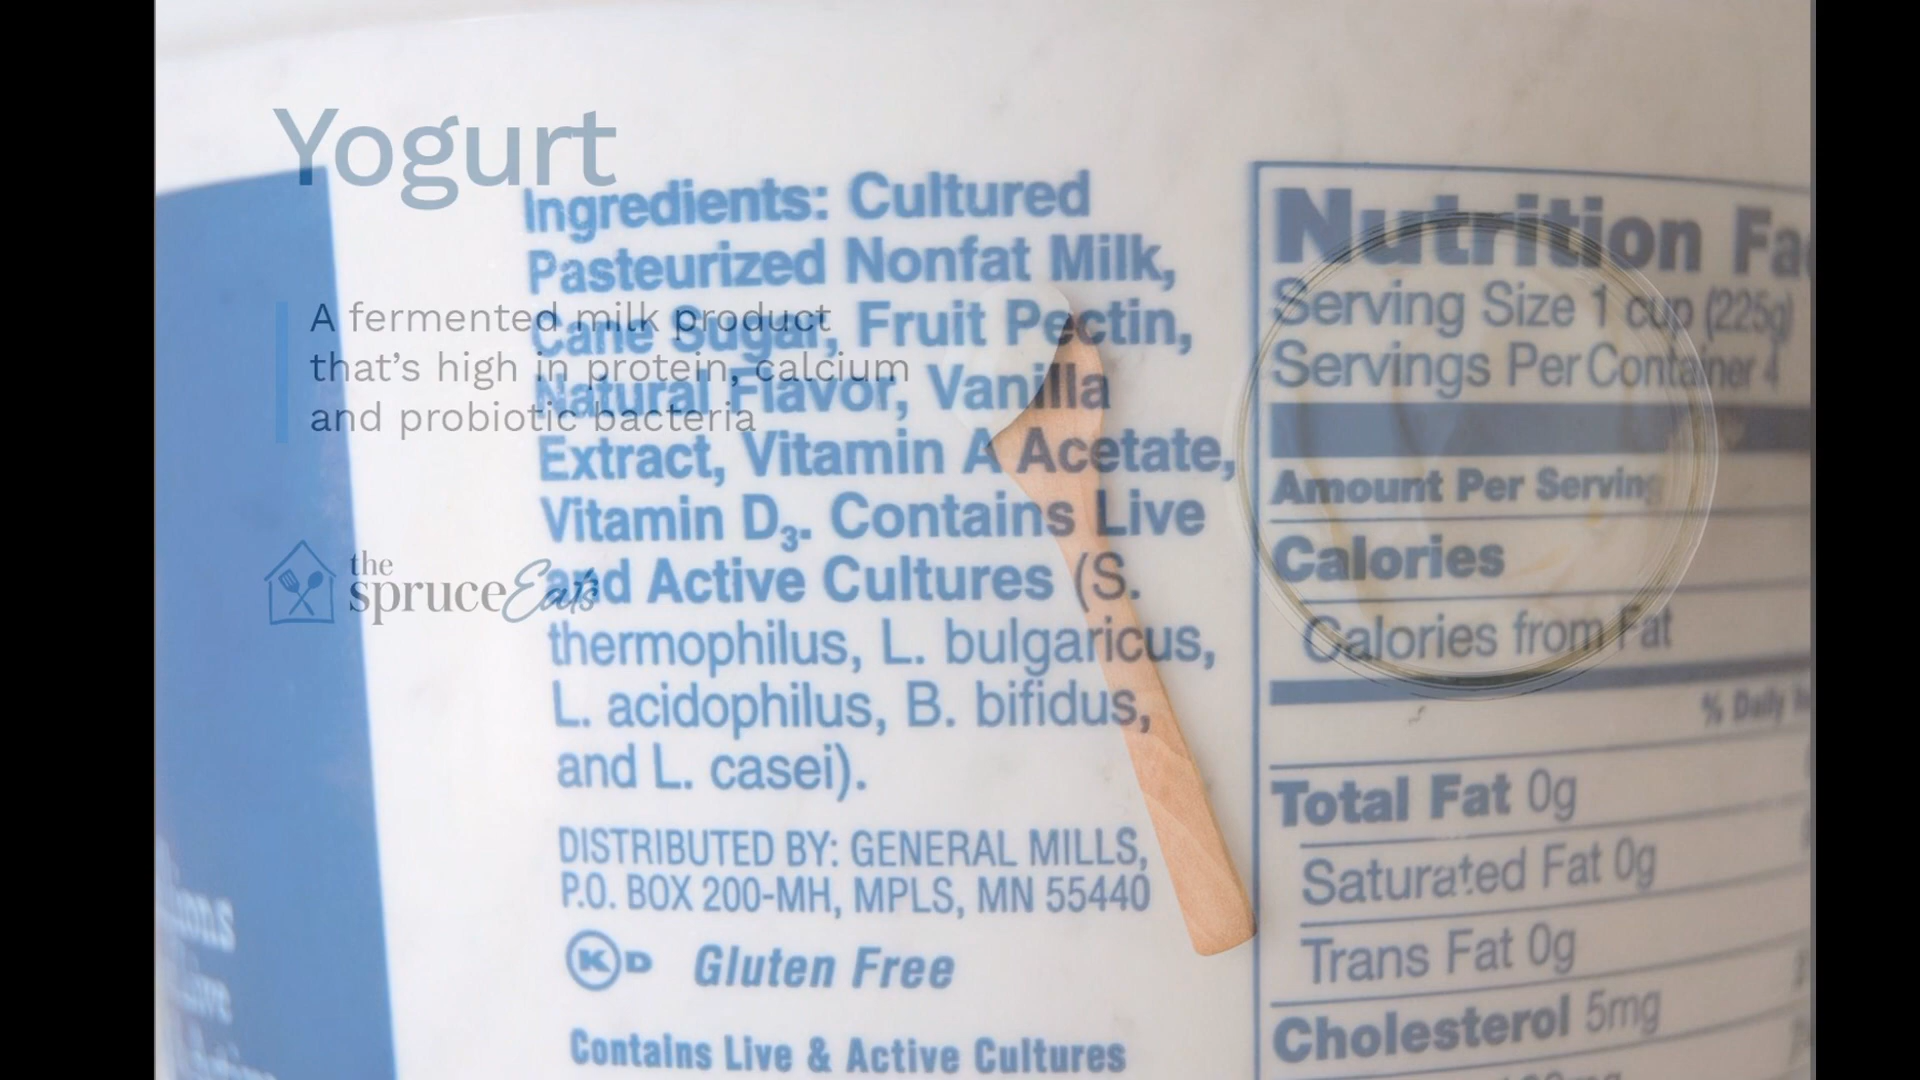 Yogurt
A fermented milk product
that’s high in protein, calcium
and probiotic bacteria
the
spruceEats
Ingredients: Cultured
Pasteurized Nonfat Milk,
Cane Sugar, Fruit Pectin,
Natural Flavor, Vanilla
Extract, Vitamin A Acetate,
Vitamin D₃. Contains Live
and Active Cultures (S.
thermophilus, L. bulgaricus,
L. acidophilus, B. bifidus,
and L. casei).
DISTRIBUTED BY: GENERAL MILLS,
P.O. BOX 200-MH, MPLS, MN 55440
K D Gluten Free
Contains Live & Active Cultures
Nutrition
Serving Size 1 cup (225g)
Servings Per Container 4
Amount Per Serving
Calories
Calories from Fat
% Daily
Total Fat 0g
Saturated Fat 0g
Trans Fat 0g
Cholesterol 5mg